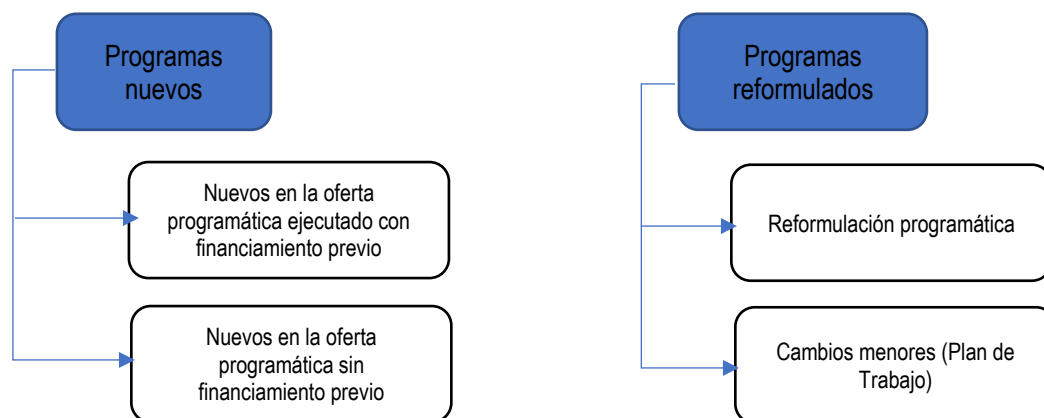 Programas
nuevos
Nuevos en la oferta
programática ejecutado con
financiamiento previo
Nuevos en la oferta
programática sin
financiamiento previo
Programas
reformulados
Reformulación programática
Cambios menores (Plan de
Trabajo)